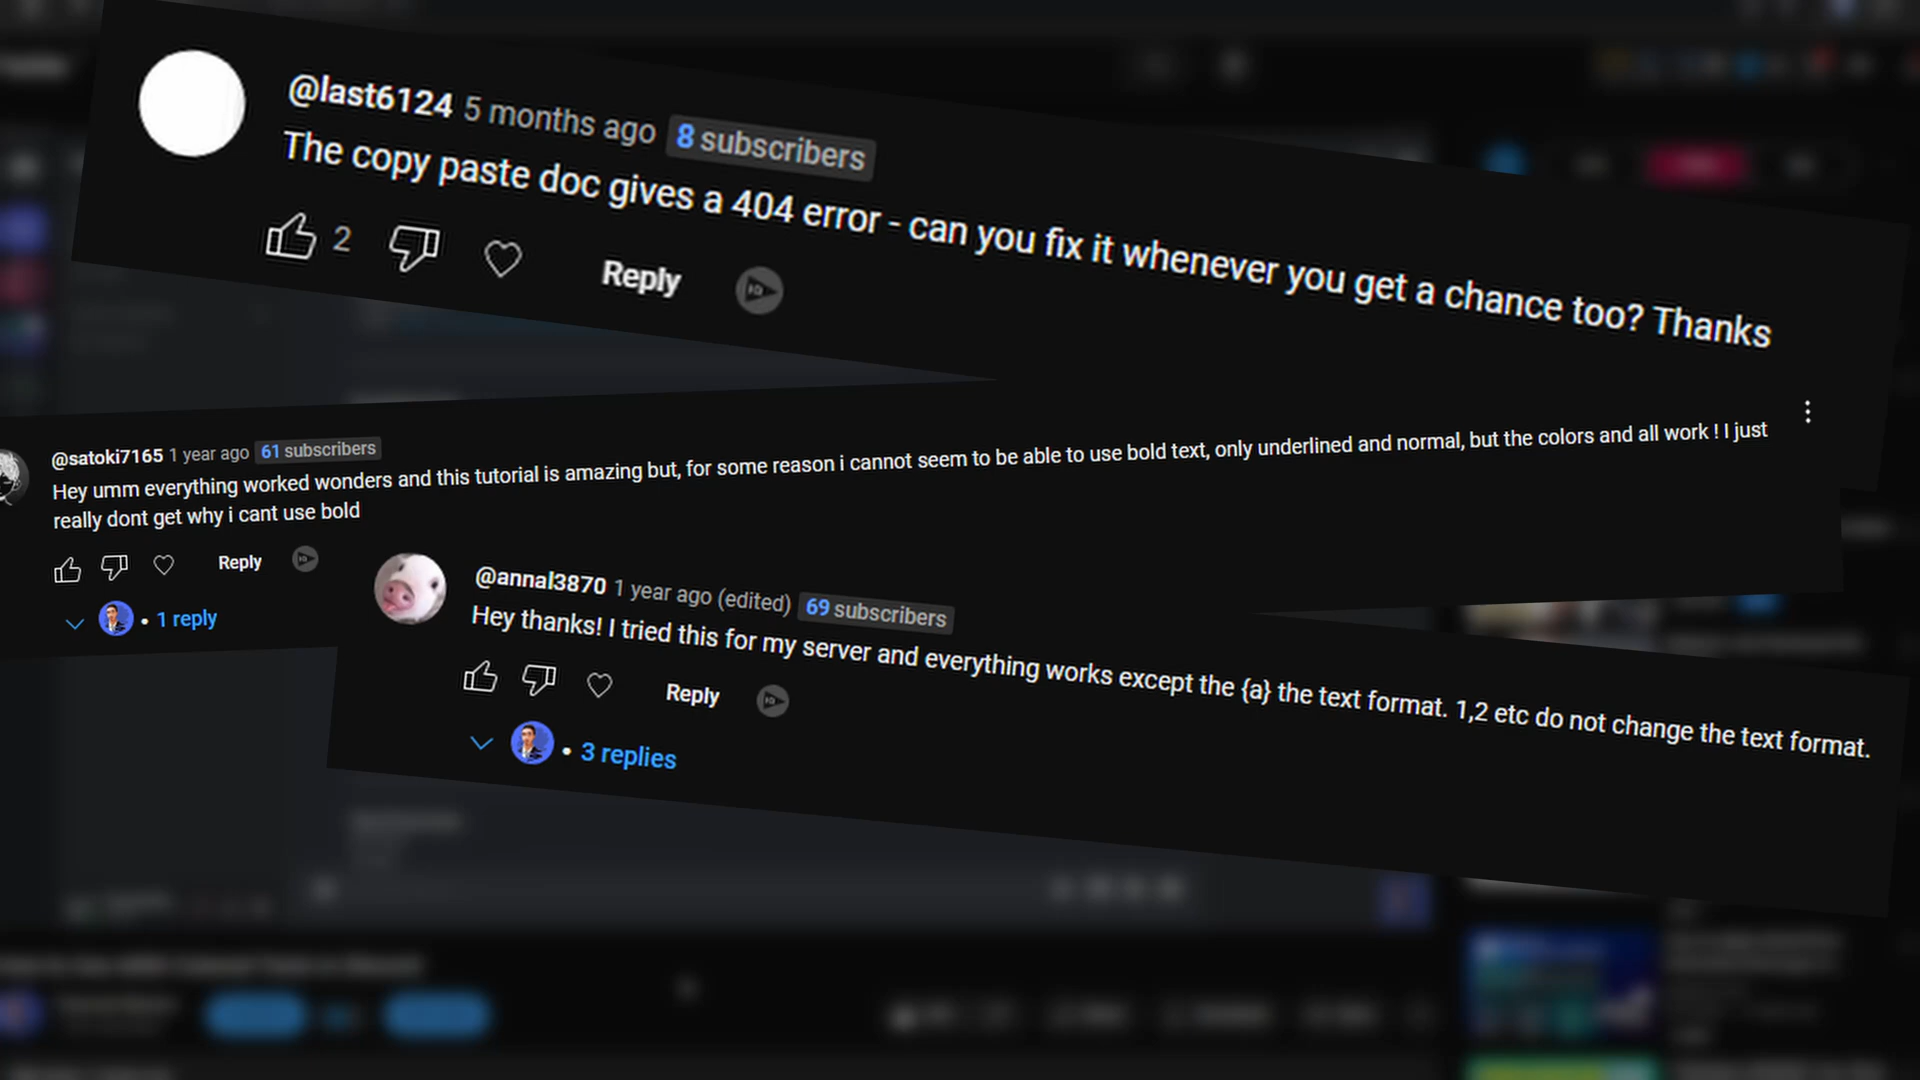 @last6124 5 months ago 8 subscribers
The copy paste doc gives a 404 error - can you fix it whenever you get a chance too? Thanks
2 Reply
@satoki7165 1 year ago 61 subscribers
Hey umm everything worked wonders and this tutorial is amazing but, for some reason i cannot seem to be able to use bold text, only underlined and normal, but the colors and all work ! I just
really dont get why i cant use bold
Reply
• 1 reply
@annal3870 1 year ago (edited) 69 subscribers
Hey thanks! I tried this for my server and everything works except the {a} the text format. 1,2 etc do not change the text format.
Reply
• 3 replies